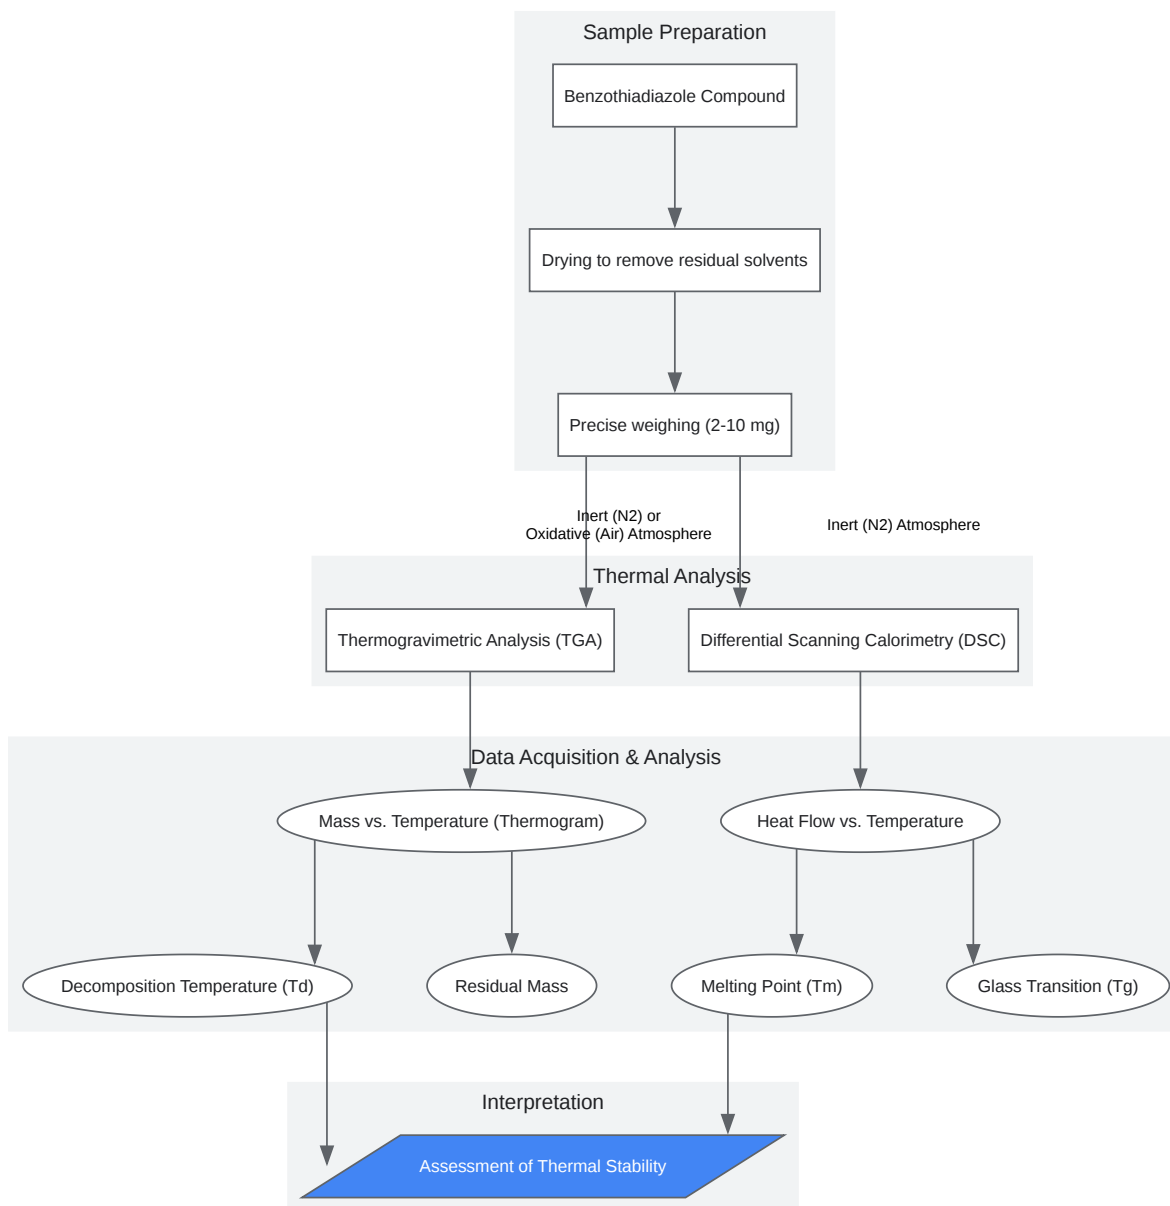 Sample Preparation
Benzothiadiazole Compound
Drying to remove residual solvents
Precise weighing (2-10 mg)
Inert (N2) or
Oxidative (Air) Atmosphere
Inert (N2) Atmosphere
Thermal Analysis
Thermogravimetric Analysis (TGA)
Differential Scanning Calorimetry (DSC)
Data Acquisition & Analysis
Mass vs. Temperature (Thermogram)
Heat Flow vs. Temperature
Decomposition Temperature (Td)
Residual Mass
Melting Point (Tm)
Glass Transition (Tg)
Interpretation
Assessment of Thermal Stability